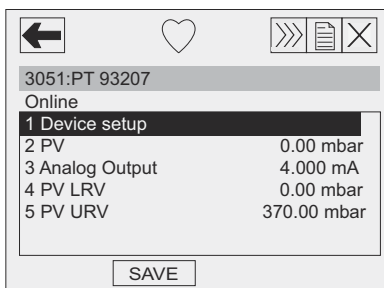 3051:PT 93207
Online
1 Device setup
2 PV 0.00 mbar
3 Analog Output 4.000 mA
4 PV LRV 0.00 mbar
5 PV URV 370.00 mbar
SAVE